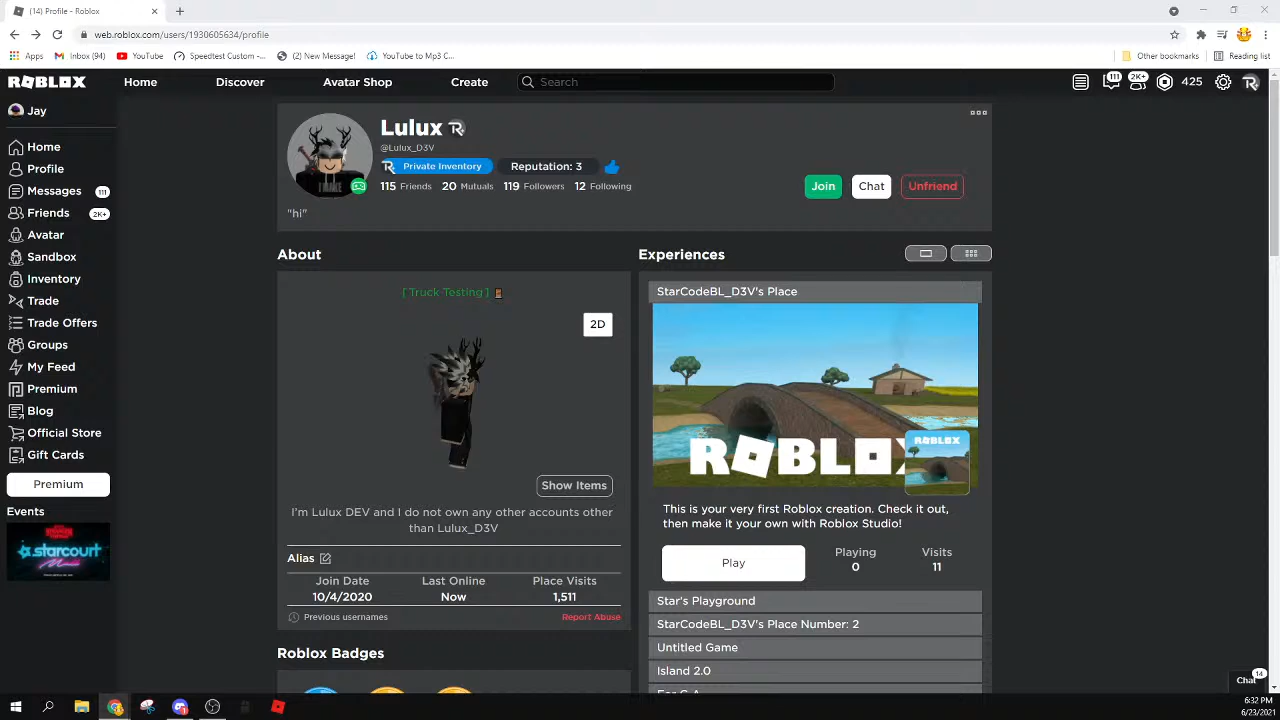 (14) Profile - Roblox
web.roblox.com/users/1930605634/profile
Apps Inbox (94) YouTube Speedtest Custom -... (2) New Message! YouTube to Mp3 C... Other bookmarks Reading list
ROBLOX Home Discover Avatar Shop Create Search 111 2K+ 425
Jay
Home
Profile
Messages 111
Friends 2K+
Avatar
Sandbox
Inventory
Trade
Trade Offers
Groups
My Feed
Premium
Blog
Official Store
Gift Cards
Premium
Events
starcourt
Lulux
@Lulux_D3V
Private Inventory Reputation: 3
115 Friends 20 Mutuals 119 Followers 12 Following
Join Chat Unfriend
"hi"
I MAKE
About
[ Truck Testing ]
2D
Show Items
I'm Lulux DEV and I do not own any other accounts other
than Lulux_D3V
Alias
Join Date Last Online Place Visits
10/4/2020 Now 1,511
Previous usernames Report Abuse
Roblox Badges
Experiences
StarCodeBL_D3V's Place
ROBLOX
ROBLOX
This is your very first Roblox creation. Check it out,
then make it your own with Roblox Studio!
Play
Playing Visits
0 11
Star's Playground
StarCodeBL_D3V's Place Number: 2
Untitled Game
Island 2.0
Chat 14
6:32 PM
6/23/2021